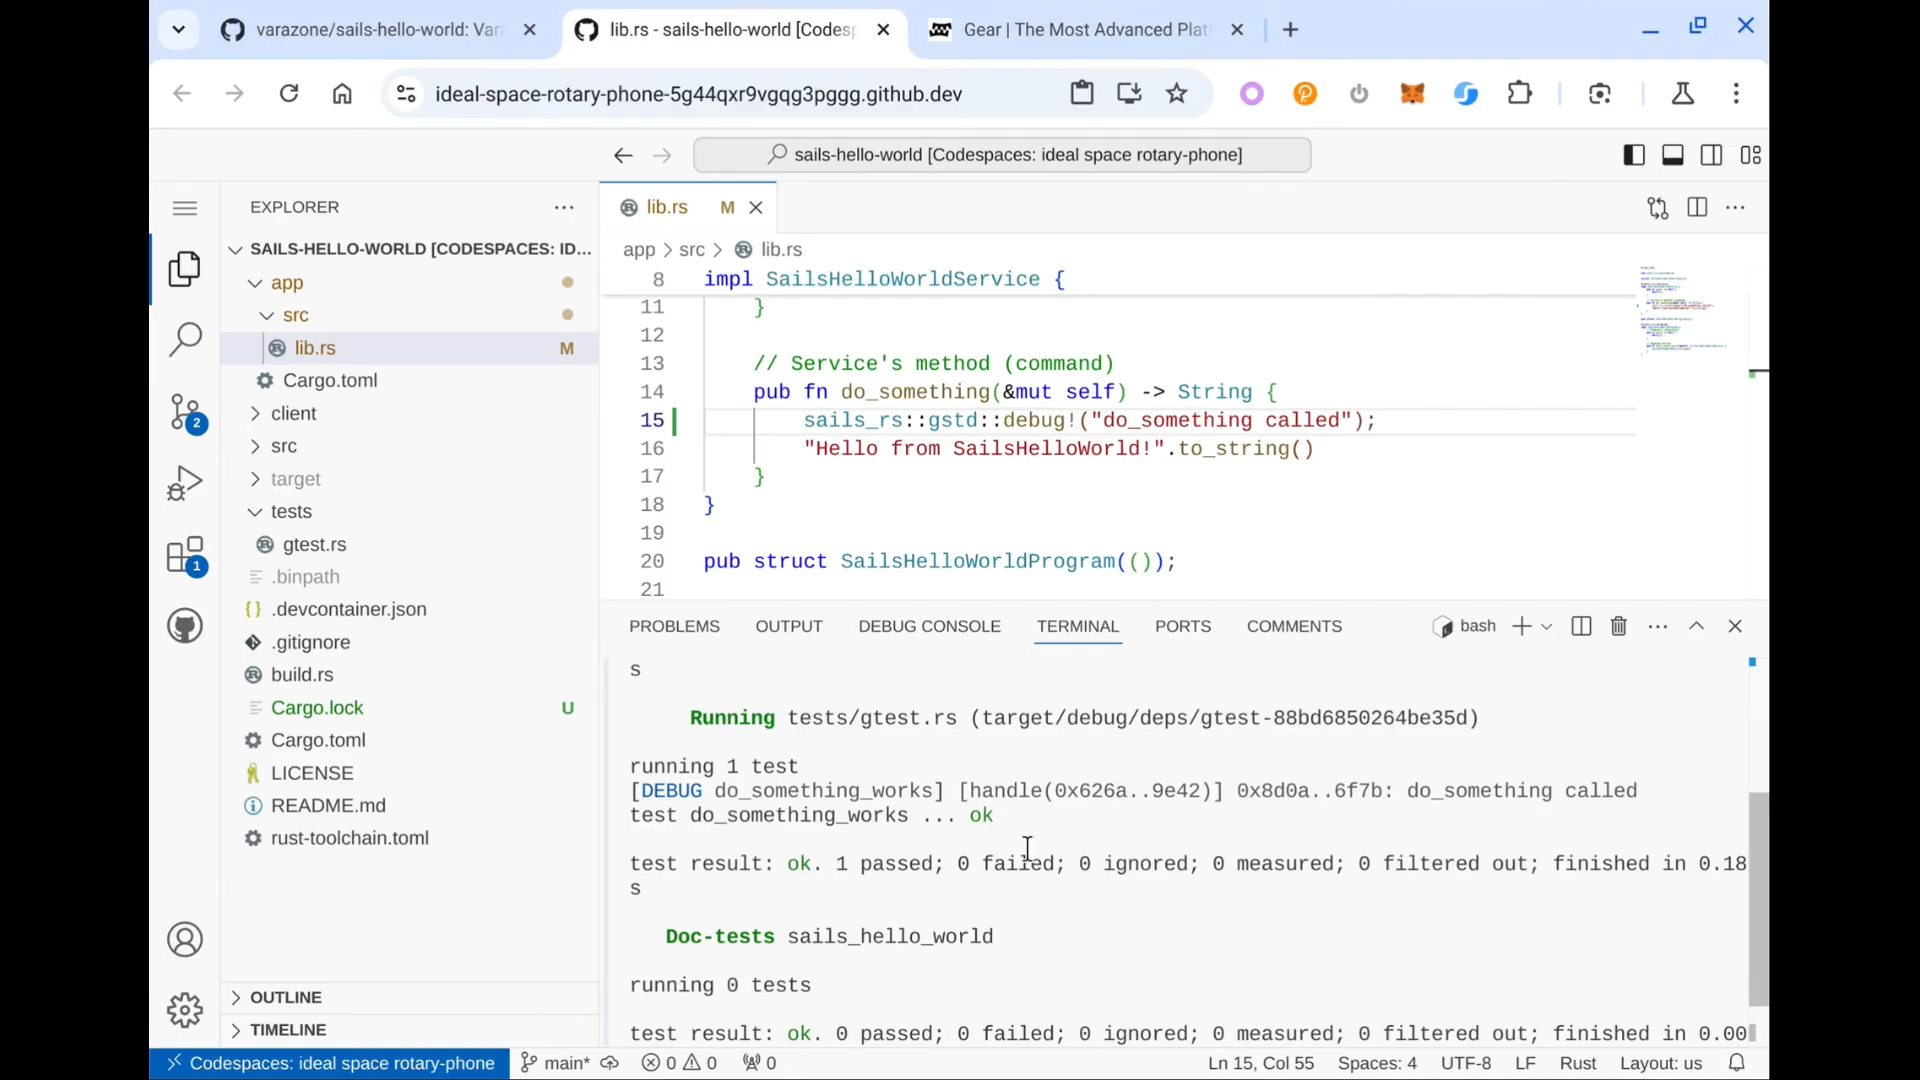 varazone/sails-hello-world: Var
lib.rs - sails-hello-world [Codesp
Gear | The Most Advanced Plat
ideal-space-rotary-phone-5g44qxr9vgqg3pggg.github.dev
sails-hello-world [Codespaces: ideal space rotary-phone]
EXPLORER
SAILS-HELLO-WORLD [CODESPACES: ID...
app
src
lib.rs M
Cargo.toml
client
src
target
tests
gtest.rs
.binpath
.devcontainer.json
.gitignore
build.rs
Cargo.lock U
Cargo.toml
LICENSE
README.md
rust-toolchain.toml
OUTLINE
TIMELINE
2
1
lib.rs M
app > src > lib.rs
8 impl SailsHelloWorldService {
11 }
12
13 // Service's method (command)
14 pub fn do_something(&mut self) -> String {
15 sails_rs::gstd::debug!("do_something called");
16 "Hello from SailsHelloWorld!".to_string()
17 }
18 }
19
20 pub struct SailsHelloWorldProgram(());
21
PROBLEMS OUTPUT DEBUG CONSOLE TERMINAL PORTS COMMENTS bash
s
Running tests/gtest.rs (target/debug/deps/gtest-88bd6850264be35d)
running 1 test
[DEBUG do_something_works] [handle(0x626a..9e42)] 0x8d0a..6f7b: do_something called
test do_something_works ... ok
test result: ok. 1 passed; 0 failed; 0 ignored; 0 measured; 0 filtered out; finished in 0.18
s
Doc-tests sails_hello_world
running 0 tests
test result: ok. 0 passed; 0 failed; 0 ignored; 0 measured; 0 filtered out; finished in 0.00
Codespaces: ideal space rotary-phone main* 0 0 0 Ln 15, Col 55 Spaces: 4 UTF-8 LF Rust Layout: us